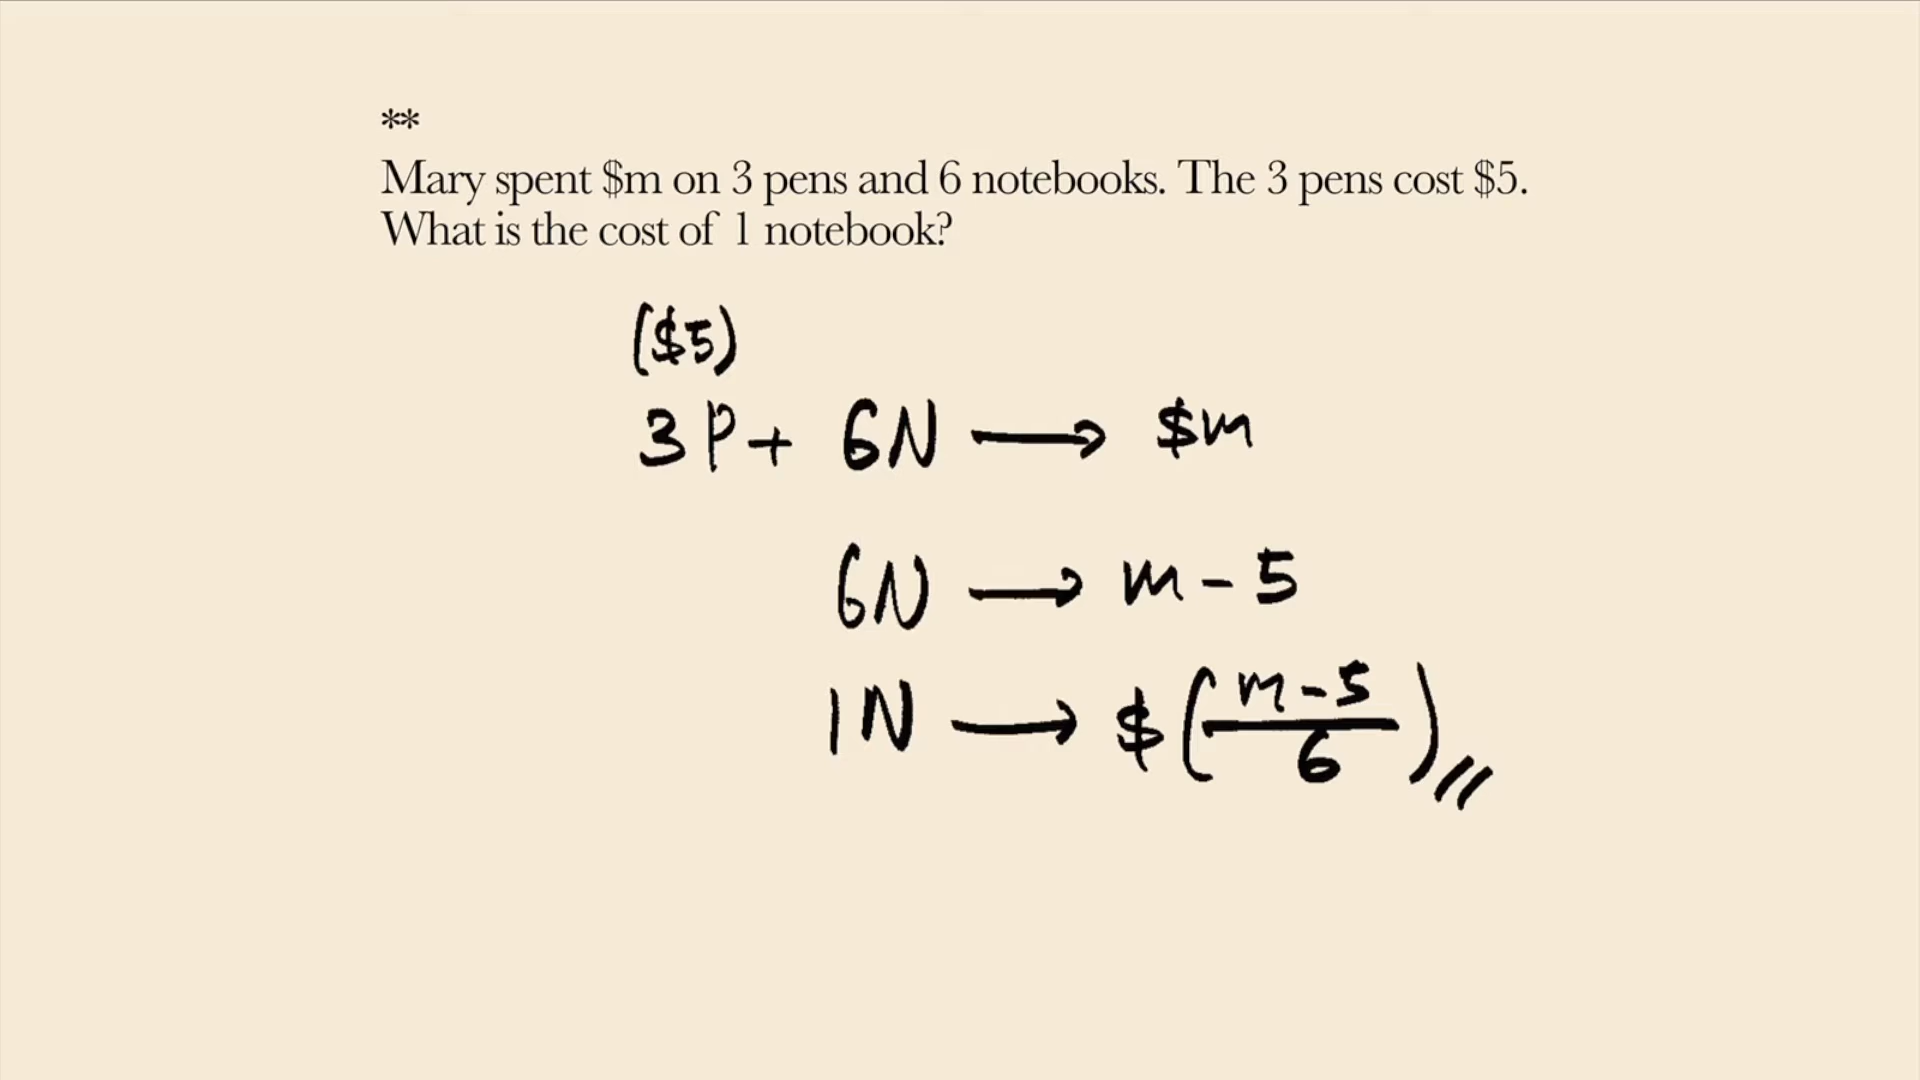 **
Mary spent $m on 3 pens and 6 notebooks. The 3 pens cost $5.
What is the cost of 1 notebook?
($5)
3P + 6N → $m
6N → m - 5
1N → $(m-5/6)//